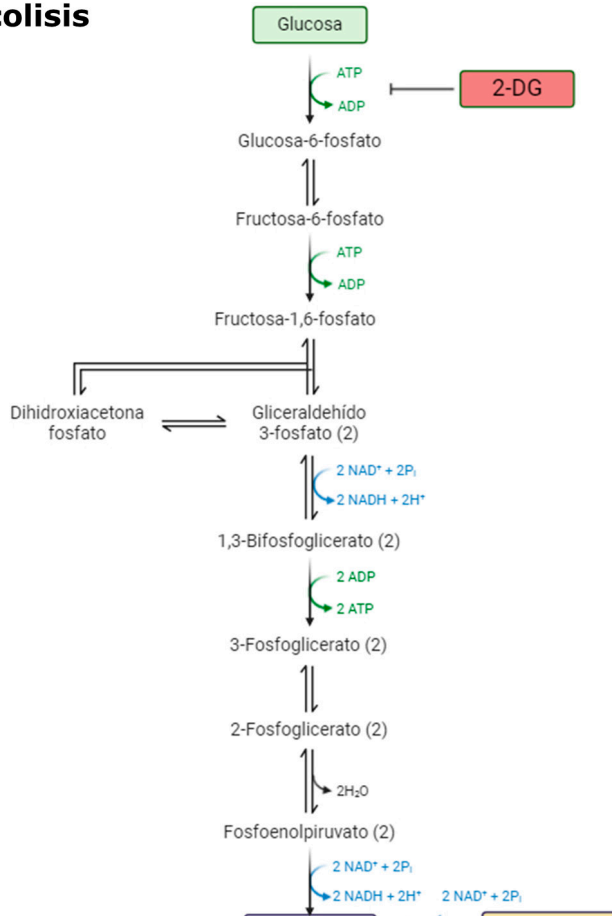 colisis
Glucosa
ATP
ADP
2-DG
Glucosa-6-fosfato
Fructosa-6-fosfato
ATP
ADP
Fructosa-1,6-fosfato
Dihidroxiacetona
fosfato
Gliceraldehído
3-fosfato (2)
2 NAD⁺ + 2Pᵢ
2 NADH + 2H⁺
1,3-Bifosfoglicerato (2)
2 ADP
2 ATP
3-Fosfoglicerato (2)
2-Fosfoglicerato (2)
2H₂O
Fosfoenolpiruvato (2)
2 NAD⁺ + 2Pᵢ
2 NADH + 2H⁺ 2 NAD⁺ + 2Pᵢ